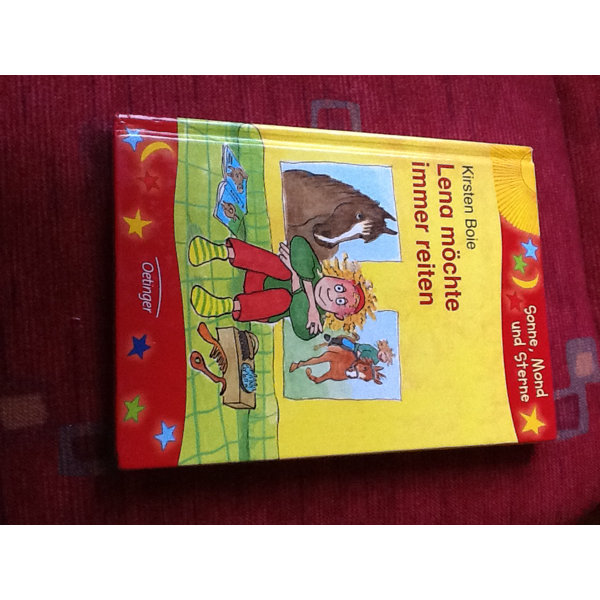 Sonne, Mond
und Sterne
Kirsten Boie
Lena möchte
immer reiten
Oetinger